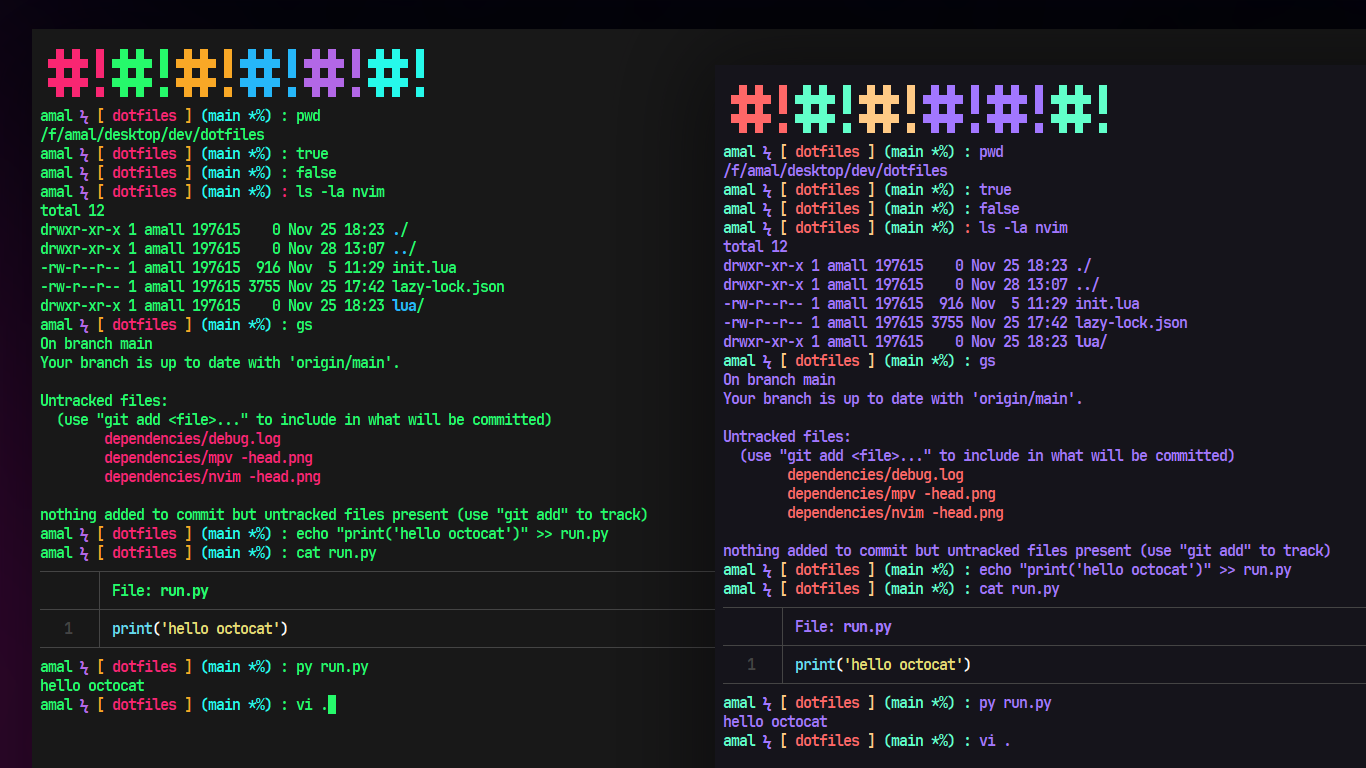 #!#!#!#!#!#!
amal ϟ [ dotfiles ] (main *%) : pwd
/f/amal/desktop/dev/dotfiles
amal ϟ [ dotfiles ] (main *%) : true
amal ϟ [ dotfiles ] (main *%) : false
amal ϟ [ dotfiles ] (main *%) : ls -la nvim
total 12
drwxr-xr-x 1 amall 197615    0 Nov 25 18:23 ./
drwxr-xr-x 1 amall 197615    0 Nov 28 13:07 ../
-rw-r--r-- 1 amall 197615  916 Nov  5 11:29 init.lua
-rw-r--r-- 1 amall 197615 3755 Nov 25 17:42 lazy-lock.json
drwxr-xr-x 1 amall 197615    0 Nov 25 18:23 lua/
amal ϟ [ dotfiles ] (main *%) : gs
On branch main
Your branch is up to date with 'origin/main'.
Untracked files:
  (use "git add <file>..." to include in what will be committed)
        dependencies/debug.log
        dependencies/mpv -head.png
        dependencies/nvim -head.png
nothing added to commit but untracked files present (use "git add" to track)
amal ϟ [ dotfiles ] (main *%) : echo "print('hello octocat')" >> run.py
amal ϟ [ dotfiles ] (main *%) : cat run.py
File: run.py
1 print('hello octocat')
amal ϟ [ dotfiles ] (main *%) : py run.py
hello octocat
amal ϟ [ dotfiles ] (main *%) : vi .
#!#!#!#!#!#!
amal ϟ [ dotfiles ] (main *%) : pwd
/f/amal/desktop/dev/dotfiles
amal ϟ [ dotfiles ] (main *%) : true
amal ϟ [ dotfiles ] (main *%) : false
amal ϟ [ dotfiles ] (main *%) : ls -la nvim
total 12
drwxr-xr-x 1 amall 197615    0 Nov 25 18:23 ./
drwxr-xr-x 1 amall 197615    0 Nov 28 13:07 ../
-rw-r--r-- 1 amall 197615  916 Nov  5 11:29 init.lua
-rw-r--r-- 1 amall 197615 3755 Nov 25 17:42 lazy-lock.json
drwxr-xr-x 1 amall 197615    0 Nov 25 18:23 lua/
amal ϟ [ dotfiles ] (main *%) : gs
On branch main
Your branch is up to date with 'origin/main'.
Untracked files:
  (use "git add <file>..." to include in what will be committed)
        dependencies/debug.log
        dependencies/mpv -head.png
        dependencies/nvim -head.png
nothing added to commit but untracked files present (use "git add" to track)
amal ϟ [ dotfiles ] (main *%) : echo "print('hello octocat')" >> run.py
amal ϟ [ dotfiles ] (main *%) : cat run.py
File: run.py
1 print('hello octocat')
amal ϟ [ dotfiles ] (main *%) : py run.py
hello octocat
amal ϟ [ dotfiles ] (main *%) : vi .